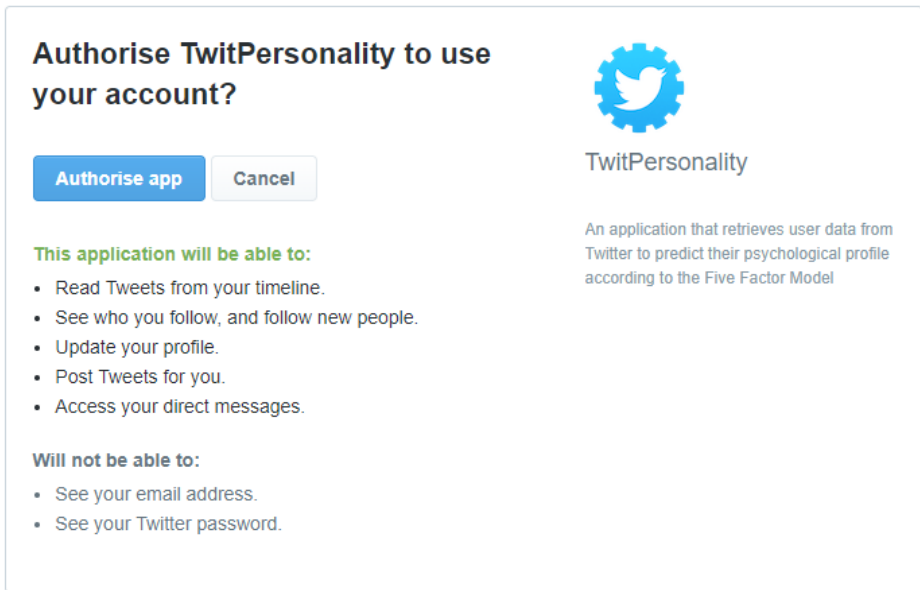 Authorise TwitPersonality to use
your account?
Authorise app
Cancel
This application will be able to:
• Read Tweets from your timeline.
• See who you follow, and follow new people.
• Update your profile.
• Post Tweets for you.
• Access your direct messages.
Will not be able to:
• See your email address.
• See your Twitter password.
TwitPersonality
An application that retrieves user data from
Twitter to predict their psychological profile
according to the Five Factor Model